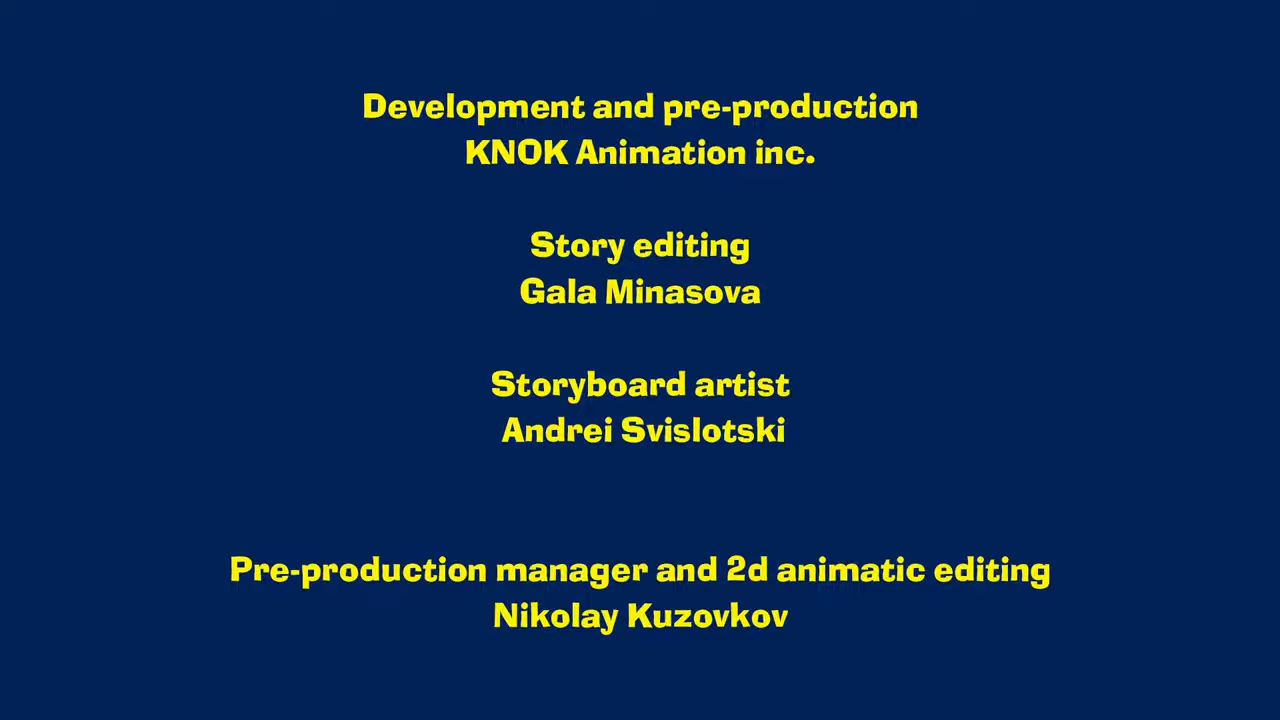 Development and pre-production
KNOK Animation inc.
Story editing
Gala Minasova
Storyboard artist
Andrei Svislotski
Pre-production manager and 2d animatic editing
Nikolay Kuzovkov